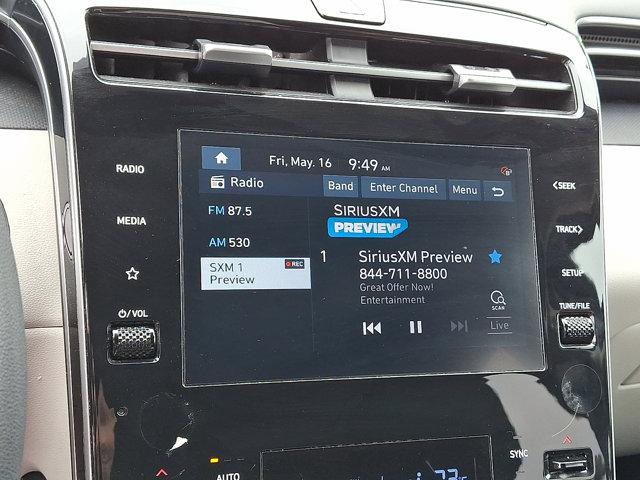 Fri, May. 16 9:49 AM
Radio Band Enter Channel Menu
FM 87.5
AM 530
SXM 1 REC
Preview
SIRIUSXM
PREVIEW
1 SiriusXM Preview
844-711-8800
Great Offer Now!
Entertainment
SCAN
Live
RADIO
MEDIA
VOL
< SEEK
TRACK >
SETUP
TUNE/FILE
AUTO
73°F
SYNC